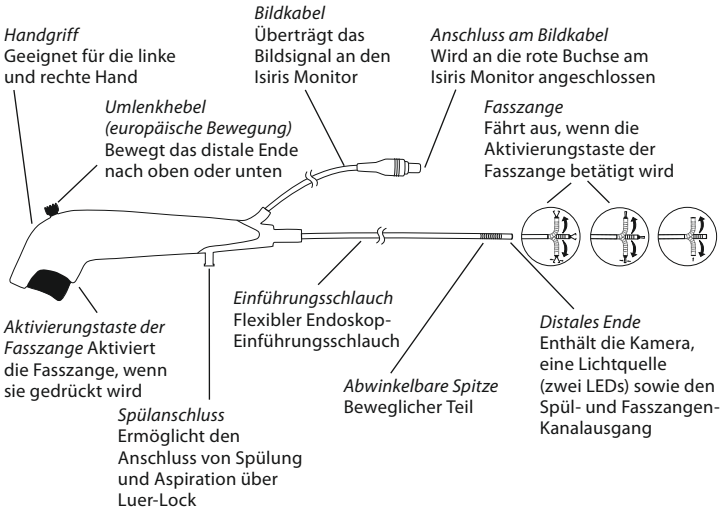 Handgriff
Geeignet für die linke
und rechte Hand
Bildkabel
Überträgt das
Bildsignal an den
Isiris Monitor
Anschluss am Bildkabel
Wird an die rote Buchse am
Isiris Monitor angeschlossen
Umlenkhebel
(europäische Bewegung)
Bewegt das distale Ende
nach oben oder unten
Fasszange
Fährt aus, wenn die
Aktivierungstaste der
Fasszange betätigt wird
Aktivierungstaste der
Fasszange Aktiviert
die Fasszange, wenn
sie gedrückt wird
Spülanschluss
Ermöglicht den
Anschluss von Spülung
und Aspiration über
Luer-Lock
Einführungsschlauch
Flexibler Endoskop-
Einführungsschlauch
Abwinkelbare Spitze
Beweglicher Teil
Distales Ende
Enthält die Kamera,
eine Lichtquelle
(zwei LEDs) sowie den
Spül- und Fasszangen-
Kanalausgang